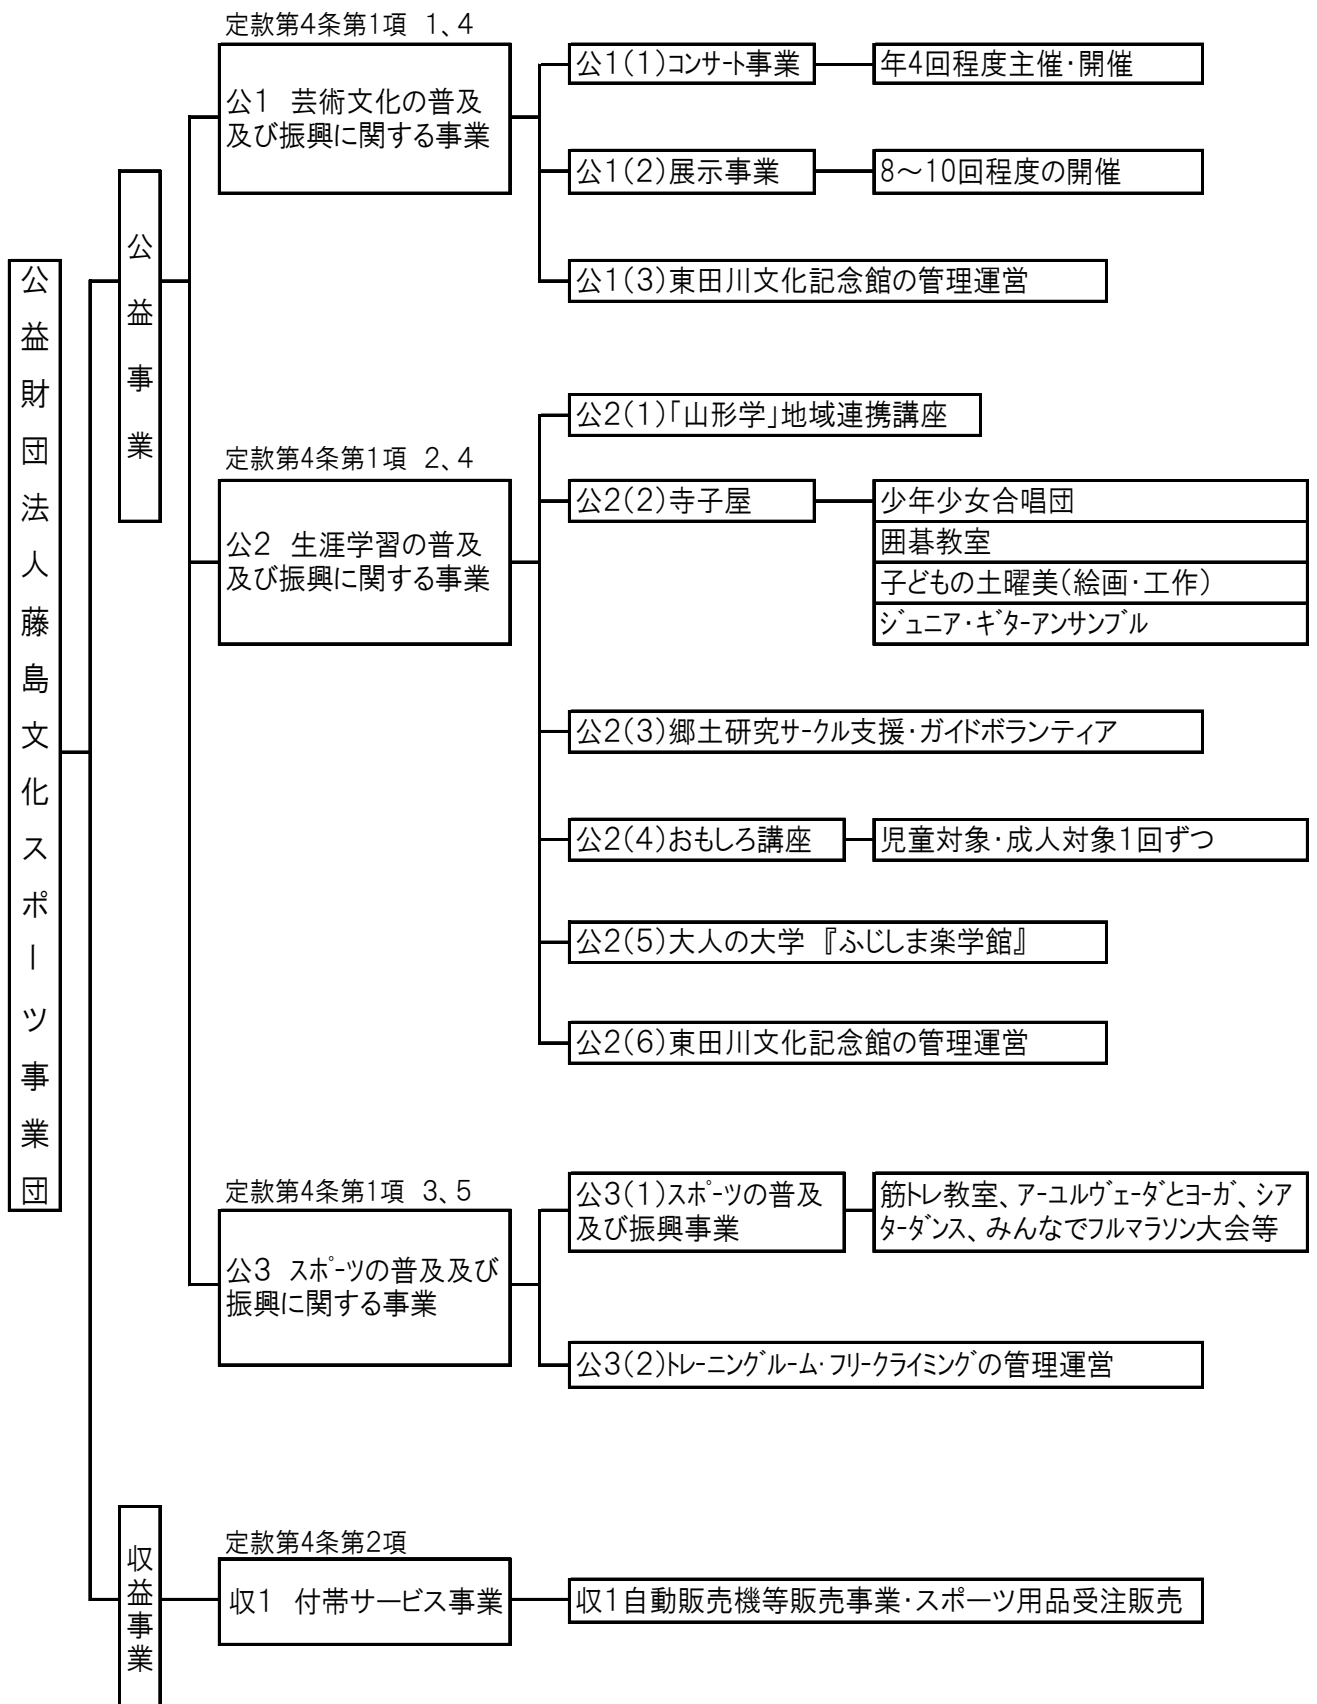 公益財団法人藤島文化スポーツ事業団
公益事業
定款第4条第1項 1、4
公1 芸術文化の普及
及び振興に関する事業
公1(1)コンサート事業
年4回程度主催・開催
公1(2)展示事業
8～10回程度の開催
公1(3)東田川文化記念館の管理運営
定款第4条第1項 2、4
公2 生涯学習の普及
及び振興に関する事業
公2(1)「山形学」地域連携講座
公2(2)寺子屋
少年少女合唱団
囲碁教室
子どもの土曜美(絵画・工作)
ジュニア・ギターアンサンブル
公2(3)郷土研究サークル支援・ガイドボランティア
公2(4)おもしろ講座
児童対象・成人対象1回ずつ
公2(5)大人の大学 『ふじしま楽学館』
公2(6)東田川文化記念館の管理運営
定款第4条第1項 3、5
公3 スポーツの普及及び
振興に関する事業
公3(1)スポーツの普及
及び振興事業
筋トレ教室、アーユルヴェーダとヨーガ、シア
ターダンス、みんなでフルマラソン大会等
公3(2)トレーニングルーム・フリークライミングの管理運営
収益事業
定款第4条第2項
収1 付帯サービス事業
収1自動販売機等販売事業・スポーツ用品受注販売